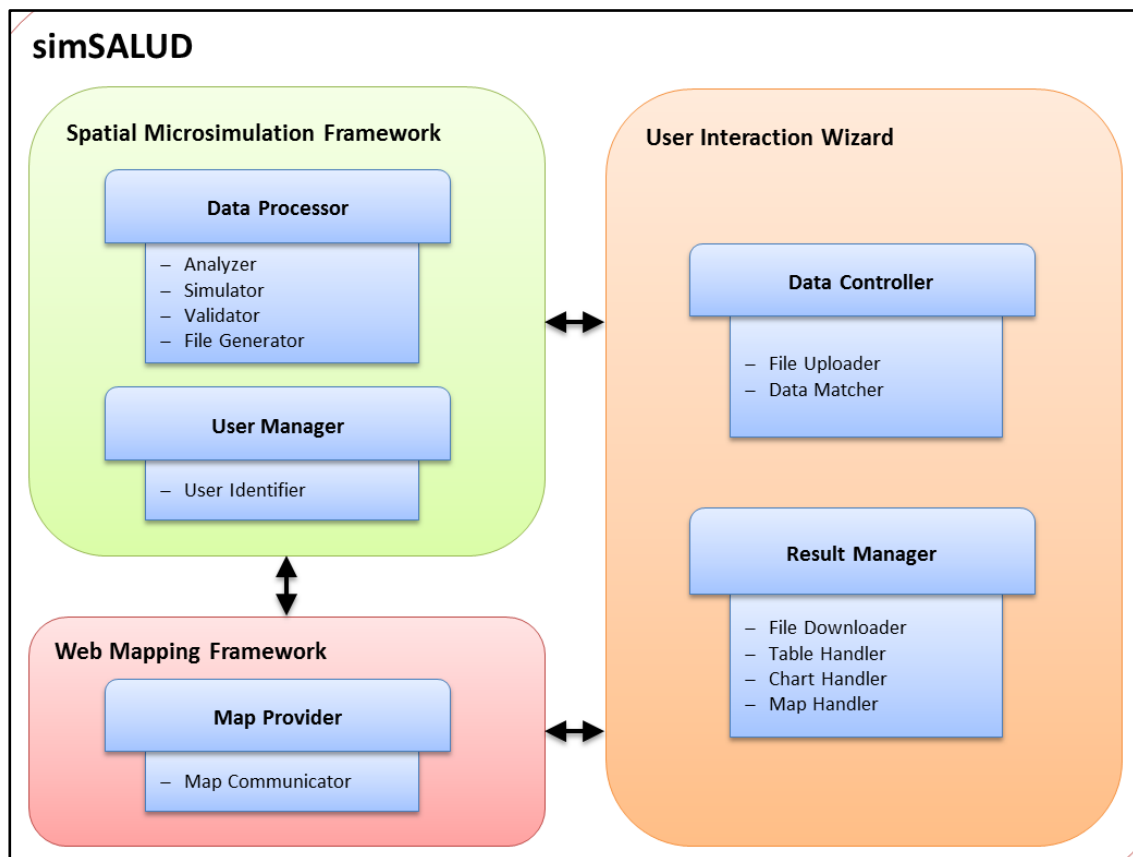 simSALUD
Spatial Microsimulation Framework
Data Processor
– Analyzer
– Simulator
– Validator
– File Generator
User Manager
– User Identifier
Web Mapping Framework
Map Provider
– Map Communicator
User Interaction Wizard
Data Controller
– File Uploader
– Data Matcher
Result Manager
– File Downloader
– Table Handler
– Chart Handler
– Map Handler